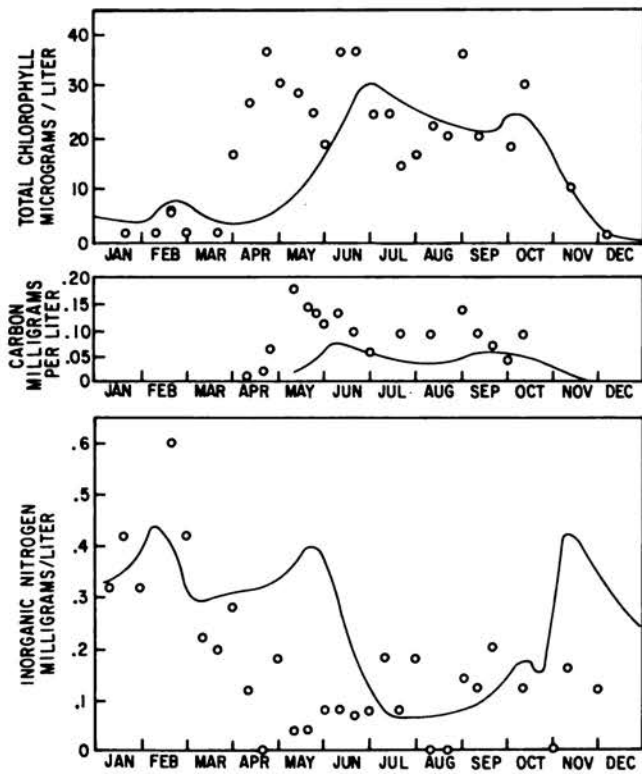 TOTAL CHLOROPHYLL
MICROGRAMS / LITER
40
30
20
10
0
JAN FEB MAR APR MAY JUN JUL AUG SEP OCT NOV DEC
CARBON
MILLIGRAMS
PER LITER
.20
.15
.10
.05
0
JAN FEB MAR APR MAY JUN JUL AUG SEP OCT NOV DEC
INORGANIC NITROGEN
MILLIGRAMS/LITER
.6
.5
.4
.3
.2
.1
0
JAN FEB MAR APR MAY JUN JUL AUG SEP OCT NOV DEC